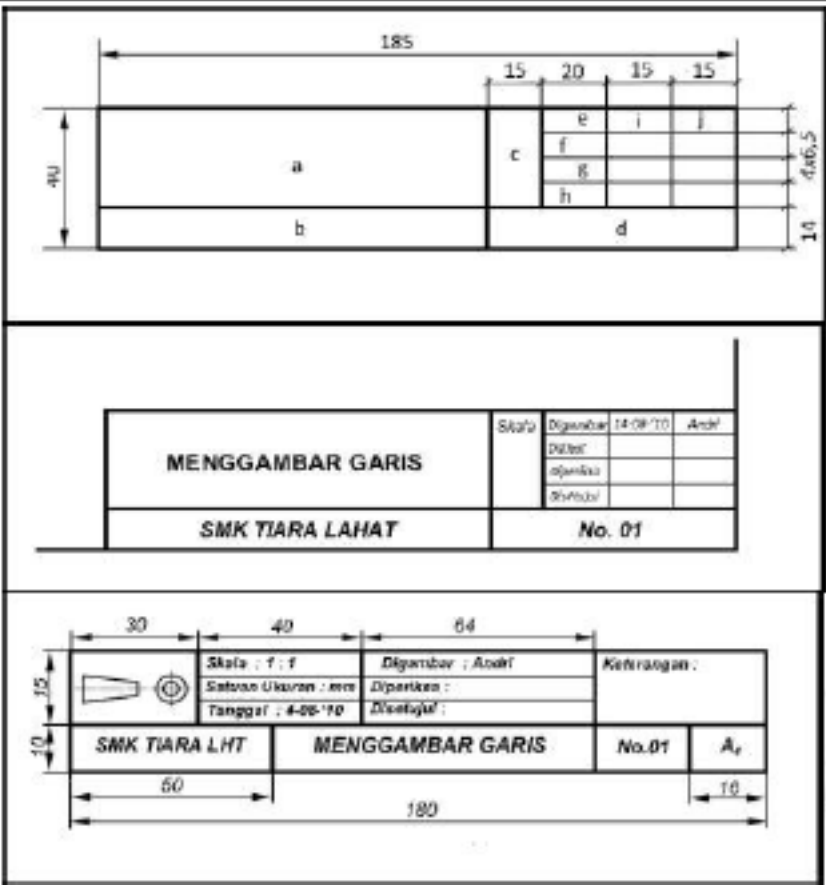 185
15 20 15 15
40
a
c
e i j
f
g
h
4x6,5
b
d
14
MENGGAMBAR GARIS
Skala
Digambar 14-08-'10 Andri
SMK TIARA LAHAT
No. 01
30 40 64
15
Skala : 1 : 1
Satuan Ukuran : mm
Tanggal : 4-08-'10
Digambar : Andri
Diperiksa :
Disetujui :
Keterangan :
10
SMK TIARA LHT
MENGGAMBAR GARIS
No.01
60
16
180